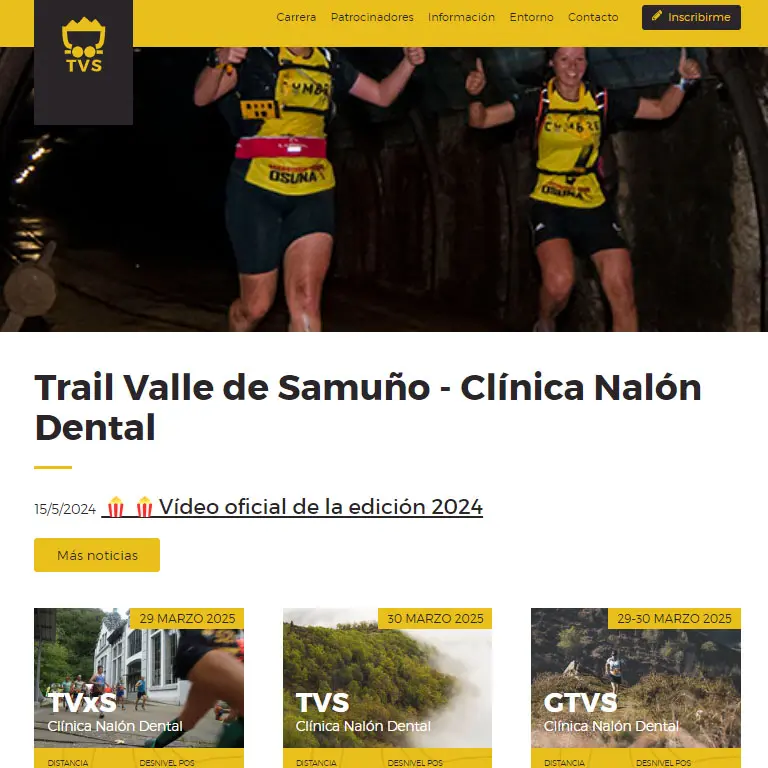 Carrera Patrocinadores Información Entorno Contacto Inscribirme
TVS
CUMBRE
OSUNA
CUMBRE
OSUNA
Trail Valle de Samuño - Clínica Nalón
Dental
15/5/2024 🍿 🍿 Vídeo oficial de la edición 2024
Más noticias
29 MARZO 2025
TVxS
Clínica Nalón Dental
DISTANCIA DESNIVEL POS
30 MARZO 2025
TVS
Clínica Nalón Dental
DISTANCIA DESNIVEL POS
29-30 MARZO 2025
GTVS
Clínica Nalón Dental
DISTANCIA DESNIVEL POS